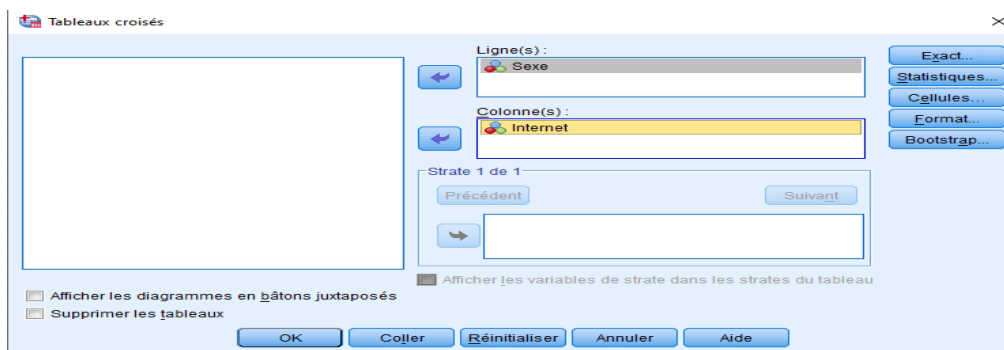 Tableaux croisés
Ligne(s) :
Sexe
Exact...
Statistiques...
Cellules...
Format...
Bootstrap...
Colonne(s) :
Internet
Strate 1 de 1
Précédent
Suivant
Afficher les variables de strate dans les strates du tableau
Afficher les diagrammes en bâtons juxtaposés
Supprimer les tableaux
OK
Coller
Réinitialiser
Annuler
Aide